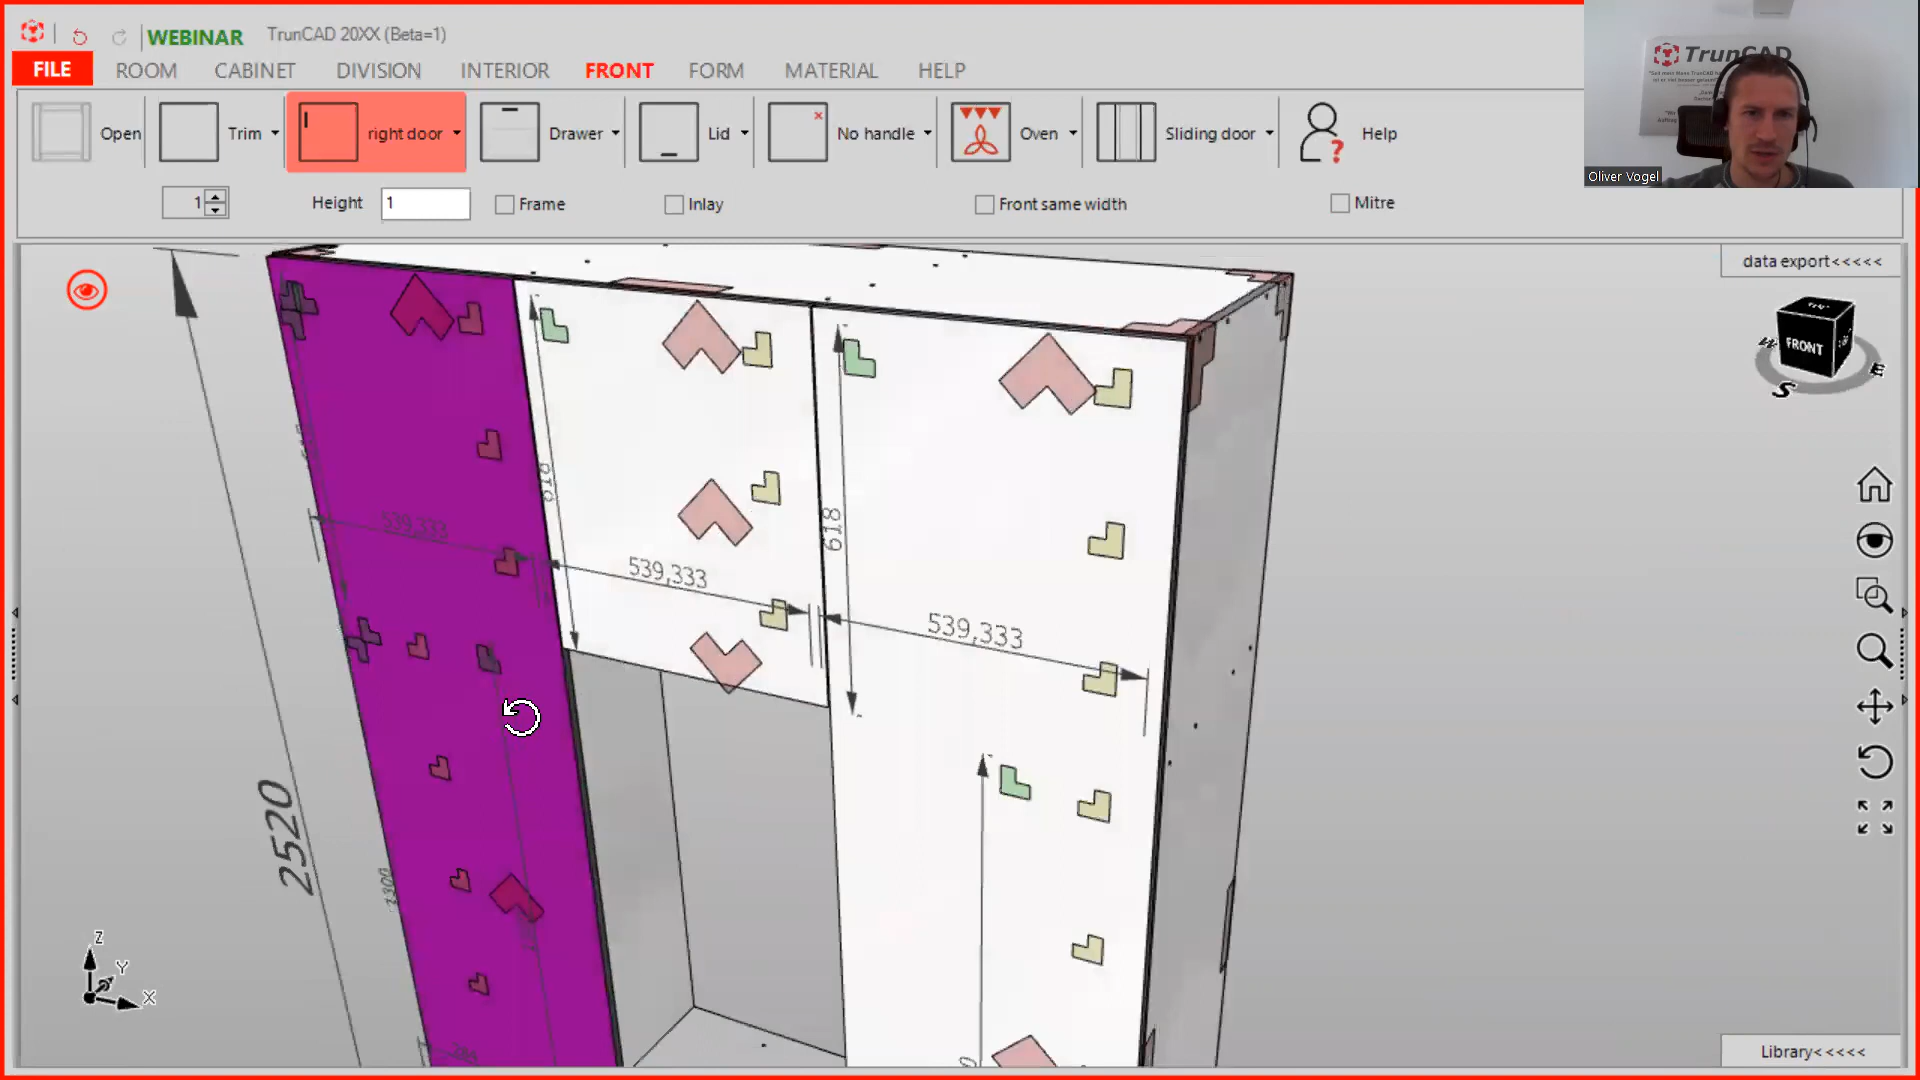 WEBINAR TrunCAD 20XX (Beta=1)
FILE ROOM CABINET DIVISION INTERIOR FRONT FORM MATERIAL HELP
Open Trim right door Drawer Lid No handle Oven Sliding door Help
1 Height 1 Frame Inlay Front same width Mitre
TrunCAD
Oliver Vogel
data export<<<<<
FRONT
S
E
618
618
539,333
539,333
539,333
2520
Z
Y
X
Library<<<<<